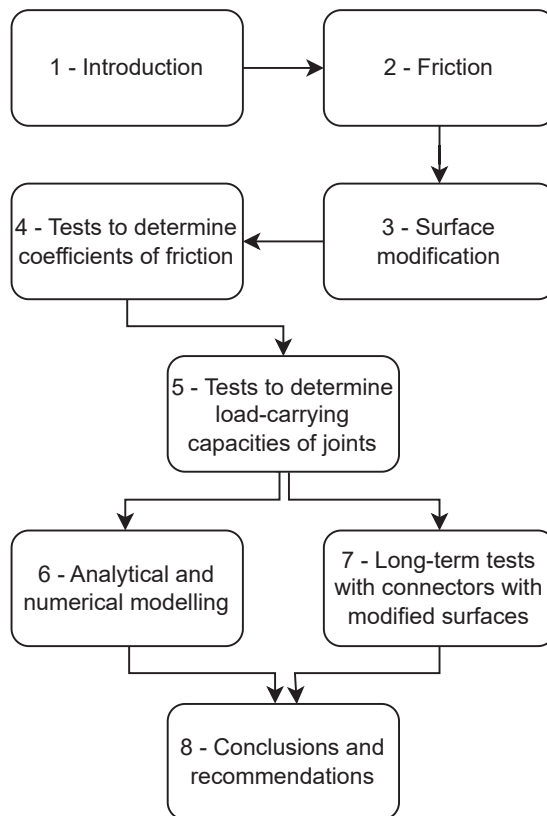 1 - Introduction
2 - Friction
3 - Surface
modification
4 - Tests to determine
coefficients of friction
5 - Tests to determine
load-carrying
capacities of joints
6 - Analytical and
numerical modelling
7 - Long-term tests
with connectors with
modified surfaces
8 - Conclusions and
recommendations